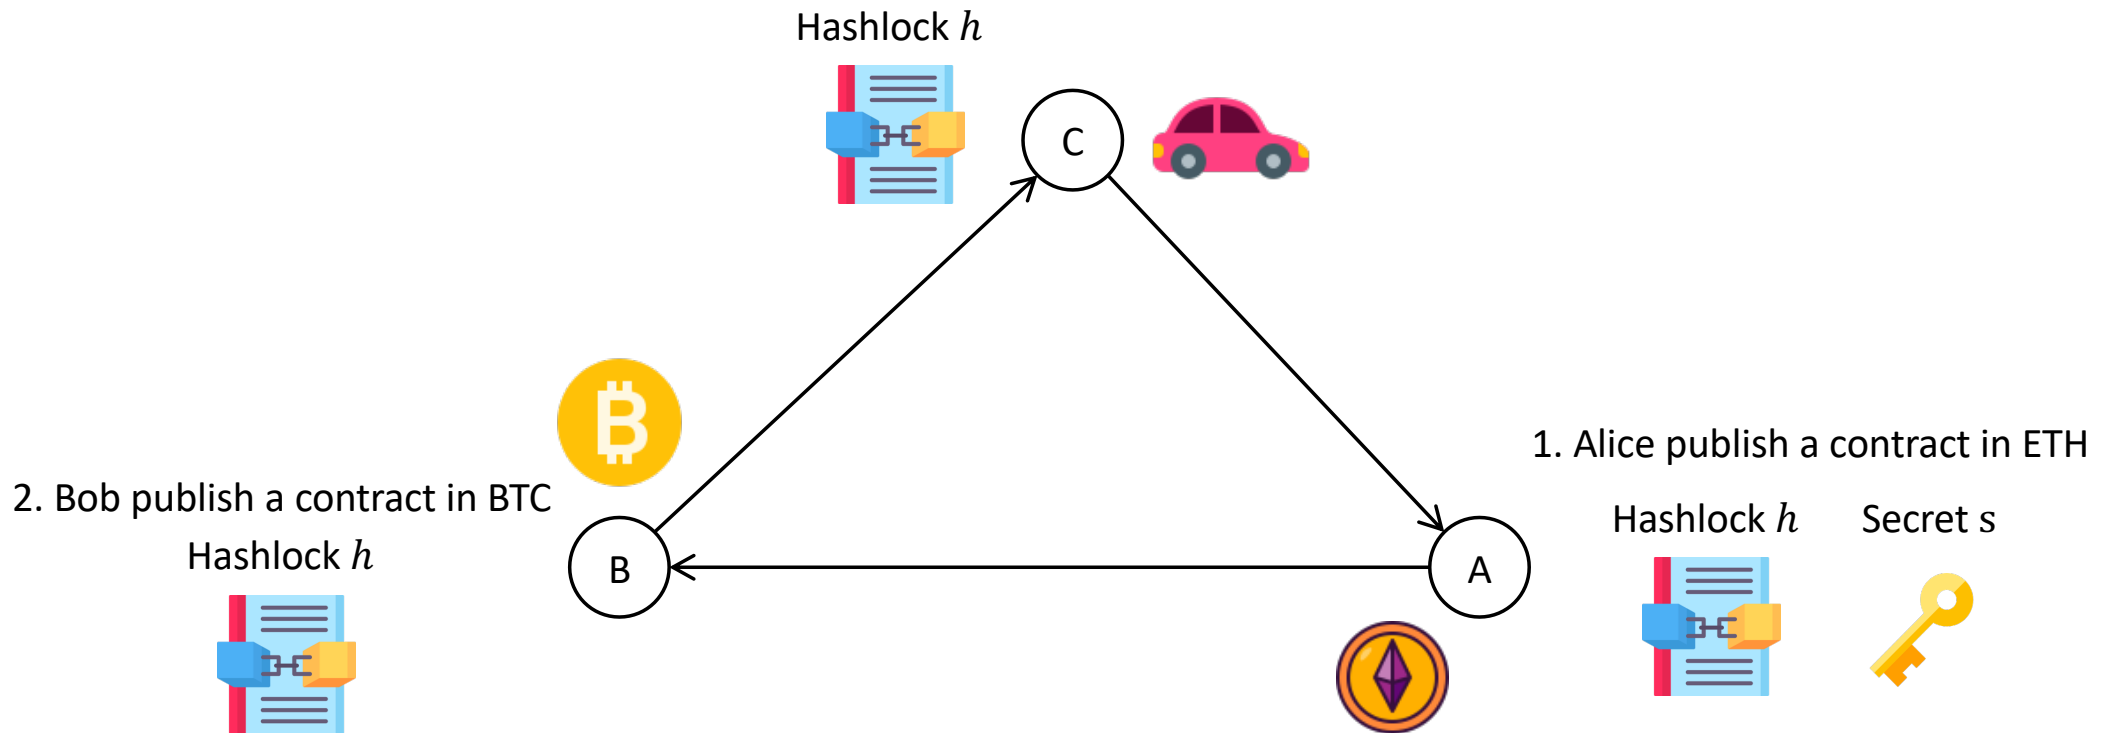 Hashlock h
C
1. Alice publish a contract in ETH
2. Bob publish a contract in BTC
Hashlock h
Secret s
Hashlock h
B
A